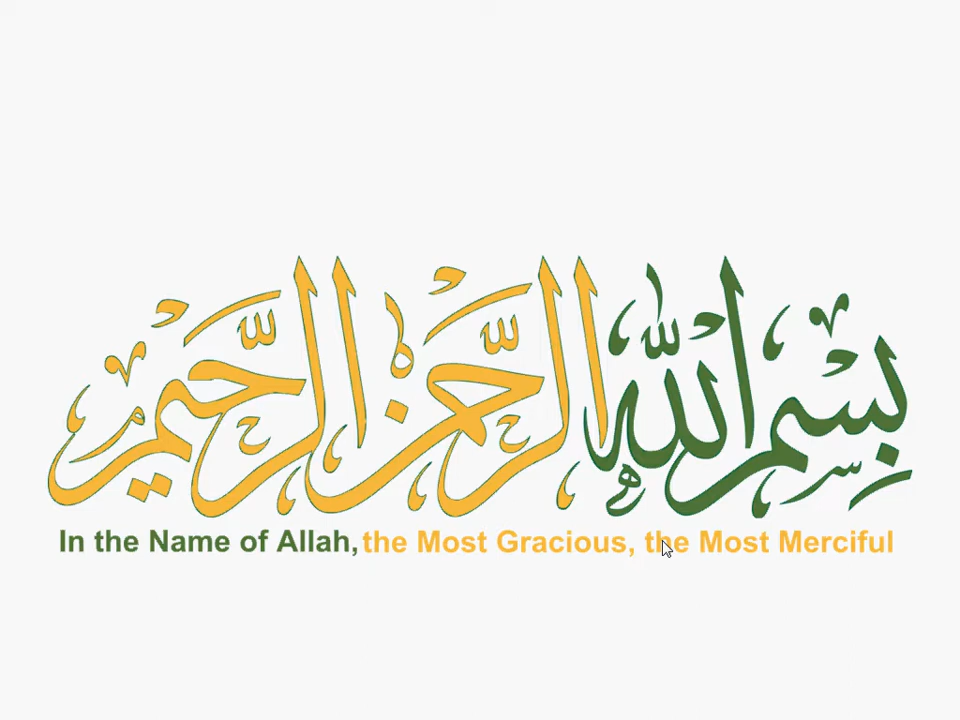 بسم الله الرحمن الرحيم
In the Name of Allah, the Most Gracious, the Most Merciful